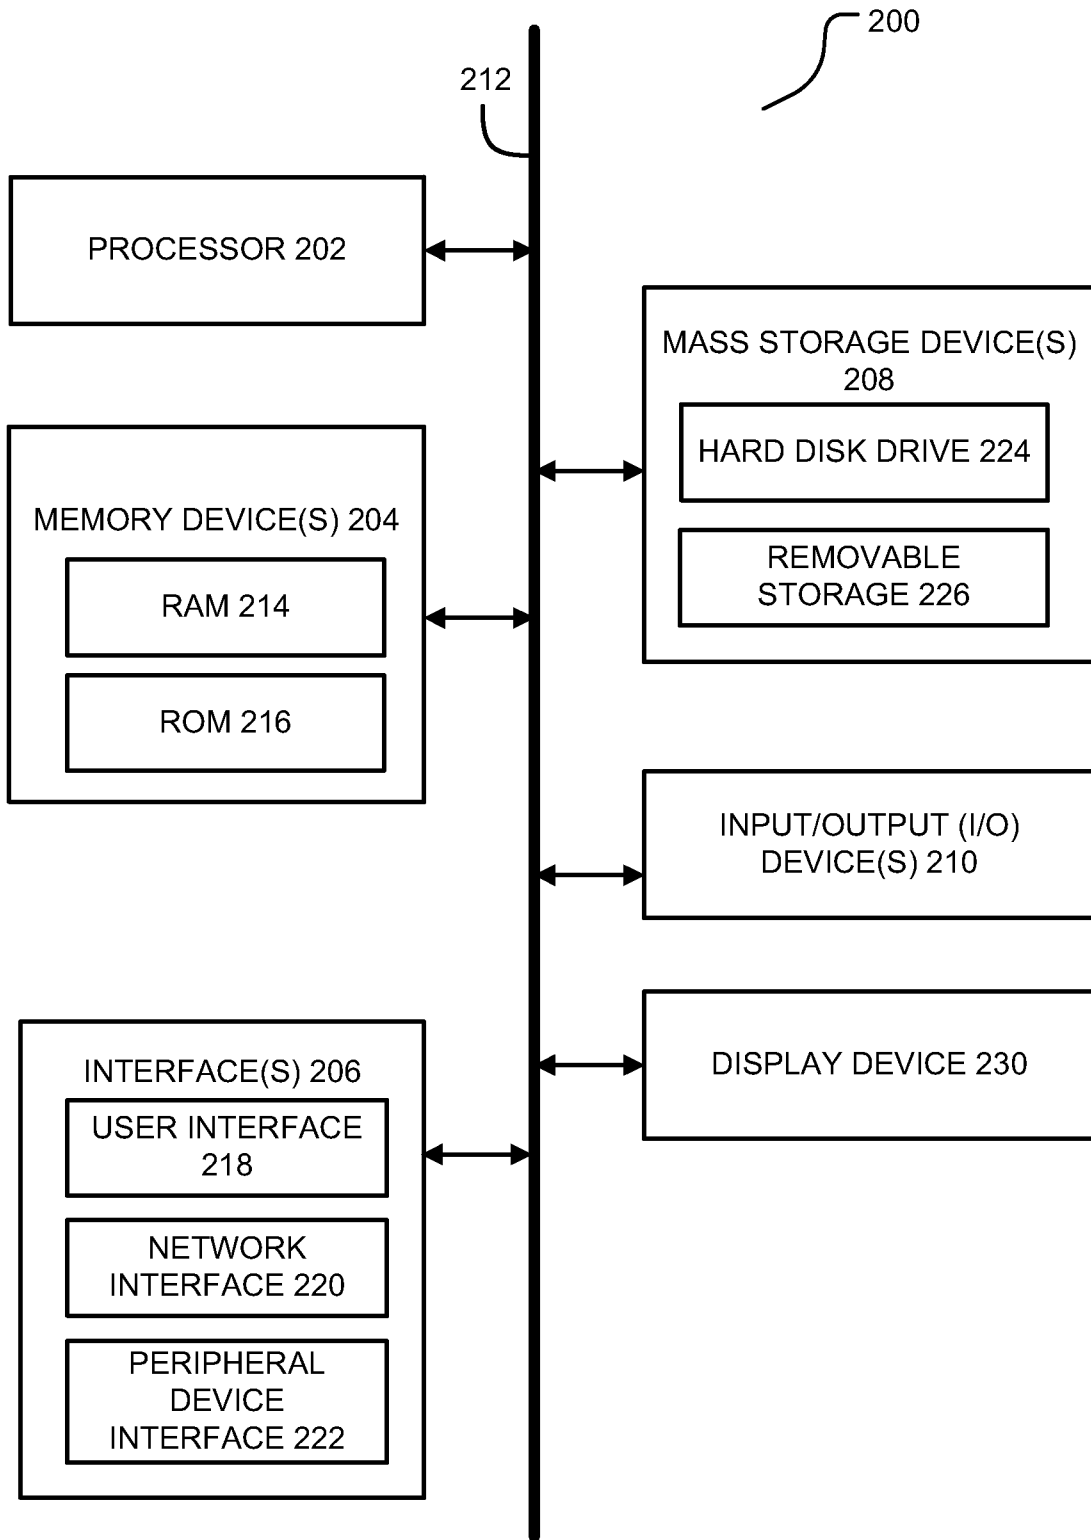 200
212
PROCESSOR 202
MASS STORAGE DEVICE(S)
208
HARD DISK DRIVE 224
REMOVABLE
STORAGE 226
MEMORY DEVICE(S) 204
RAM 214
ROM 216
INPUT/OUTPUT (I/O)
DEVICE(S) 210
DISPLAY DEVICE 230
INTERFACE(S) 206
USER INTERFACE
218
NETWORK
INTERFACE 220
PERIPHERAL
DEVICE
INTERFACE 222